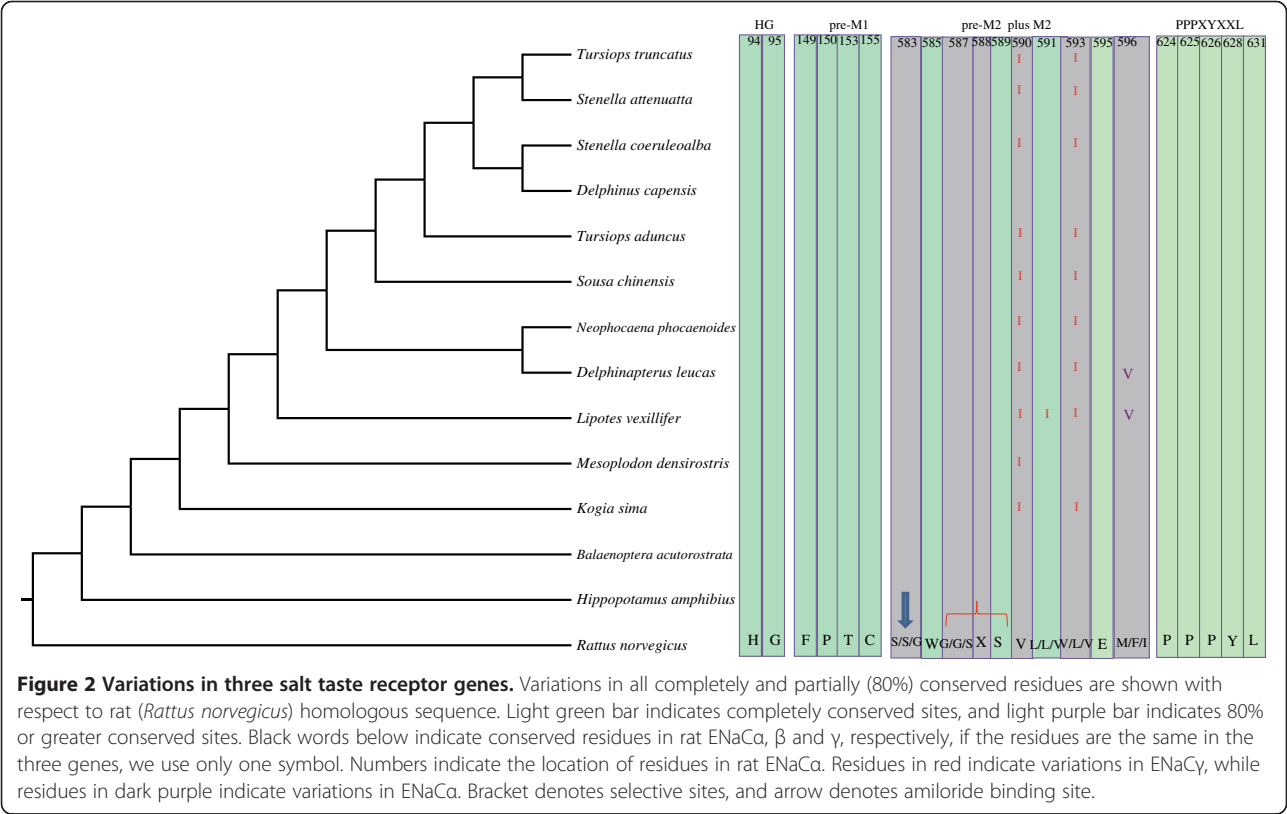 HG pre-M1 pre-M2 plus M2 PPPXYXXL
94 95 149 150 153 155 583 585 587 588 589 590 591 593 595 596 624 625 626 628 631
Tursiops truncatus I I
Stenella attenuatta I I
Stenella coeruleoalba I I
Delphinus capensis
Tursiops aduncus I I
Sousa chinensis I I
Neophocaena phocaenoides I I
Delphinapterus leucas I I V
Lipotes vexillifer I I I V
Mesoplodon densirostris I
Kogia sima I I
Balaenoptera acutorostrata
Hippopotamus amphibius
Rattus norvegicus H G F P T C S/S/G W G/G/S X S V L/L/V V/L/V E M/F/I P P P Y L
Figure 2 Variations in three salt taste receptor genes. Variations in all completely and partially (80%) conserved residues are shown with
respect to rat (Rattus norvegicus) homologous sequence. Light green bar indicates completely conserved sites, and light purple bar indicates 80%
or greater conserved sites. Black words below indicate conserved residues in rat ENaCα, β and γ, respectively, if the residues are the same in the
three genes, we use only one symbol. Numbers indicate the location of residues in rat ENaCα. Residues in red indicate variations in ENaCγ, while
residues in dark purple indicate variations in ENaCα. Bracket denotes selective sites, and arrow denotes amiloride binding site.